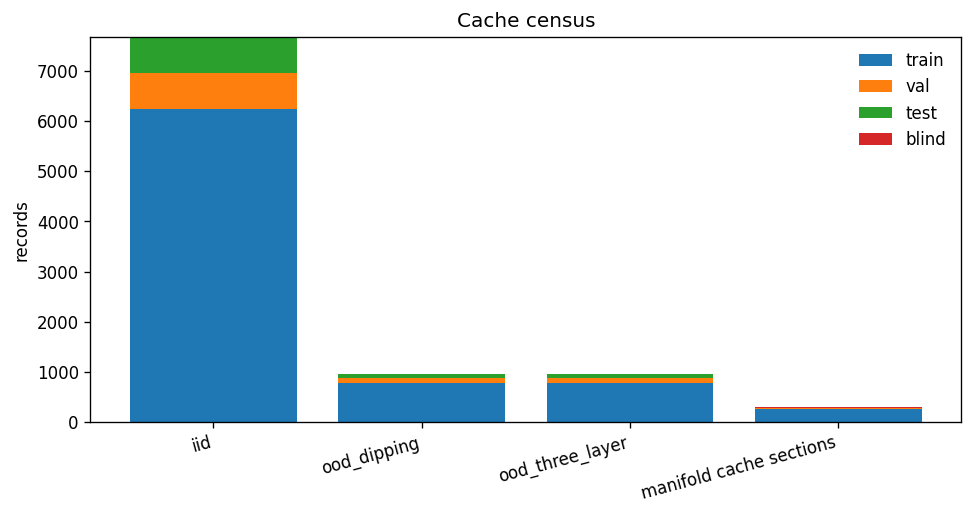 Cache census
7000
6000
5000
4000
3000
2000
1000
0
records
train
val
test
blind
iid
ood_dipping
ood_three_layer
manifold cache sections